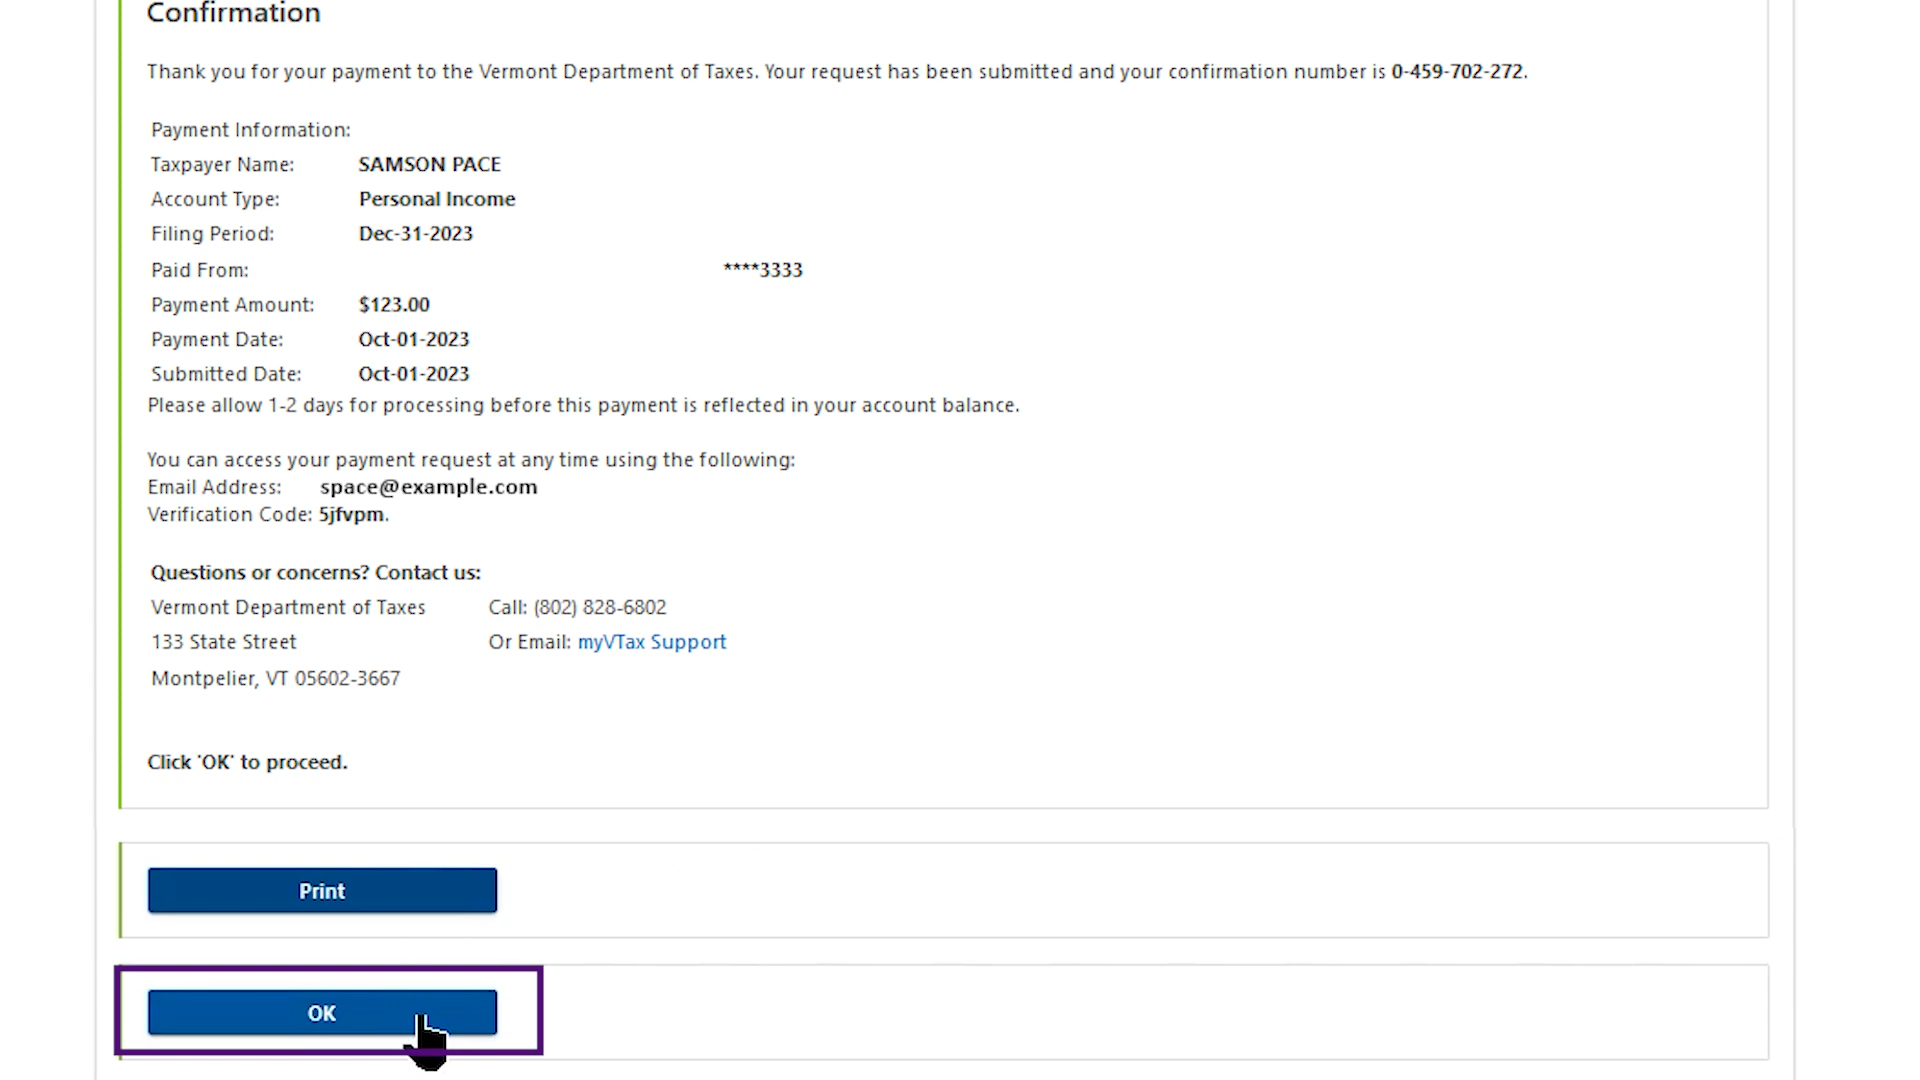 Confirmation
Thank you for your payment to the Vermont Department of Taxes. Your request has been submitted and your confirmation number is 0-459-702-272.
Payment Information:
Taxpayer Name: SAMSON PACE
Account Type: Personal Income
Filing Period: Dec-31-2023
Paid From: ****3333
Payment Amount: $123.00
Payment Date: Oct-01-2023
Submitted Date: Oct-01-2023
Please allow 1-2 days for processing before this payment is reflected in your account balance.
You can access your payment request at any time using the following:
Email Address: space@example.com
Verification Code: 5jfvpm.
Questions or concerns? Contact us:
Vermont Department of Taxes Call: (802) 828-6802
133 State Street Or Email: myVTax Support
Montpelier, VT 05602-3667
Click 'OK' to proceed.
Print
OK